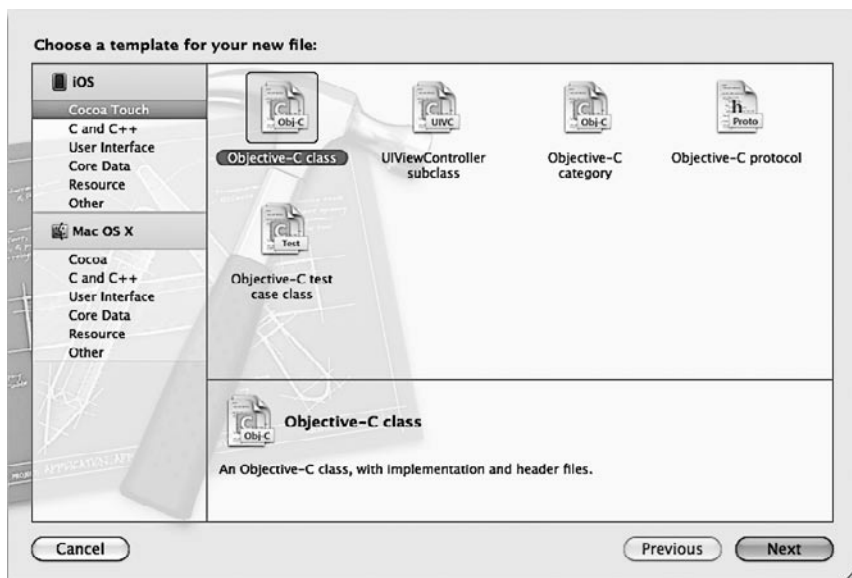 Choose a template for your new file:
iOS
Cocoa Touch
C and C++
User Interface
Core Data
Resource
Other
Mac OS X
Cocoa
C and C++
User Interface
Core Data
Resource
Other
Obj-C
UIVC
Obj-C
h
Proto
Objective-C class
UIViewController
subclass
Objective-C
category
Objective-C protocol
Test
Objective-C test
case class
Obj-C
Objective-C class
An Objective-C class, with implementation and header files.
Cancel
Previous
Next